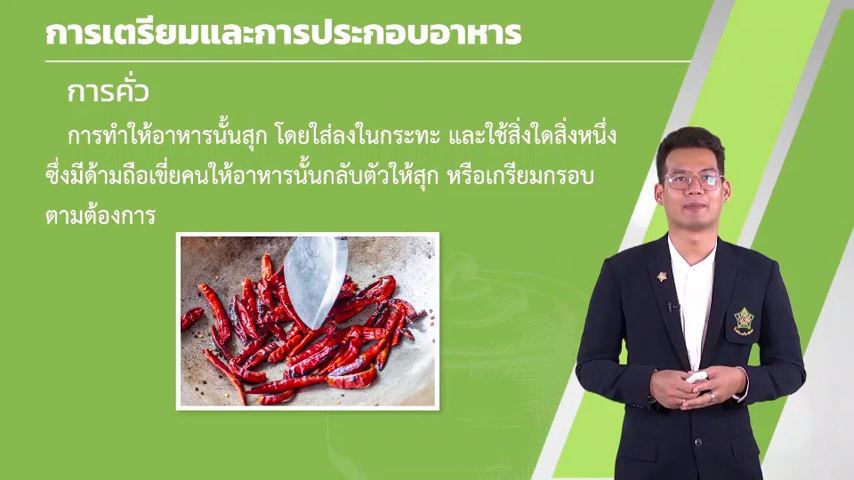 การเตรียมและการประกอบอาหาร
การคั่ว
การทำให้อาหารนั้นสุก โดยใส่ลงในกระทะ และใช้สิ่งใดสิ่งหนึ่ง
ซึ่งมีด้ามถือเขี่ยคนให้อาหารนั้นกลับตัวให้สุก หรือเกรียมกรอบ
ตามต้องการ